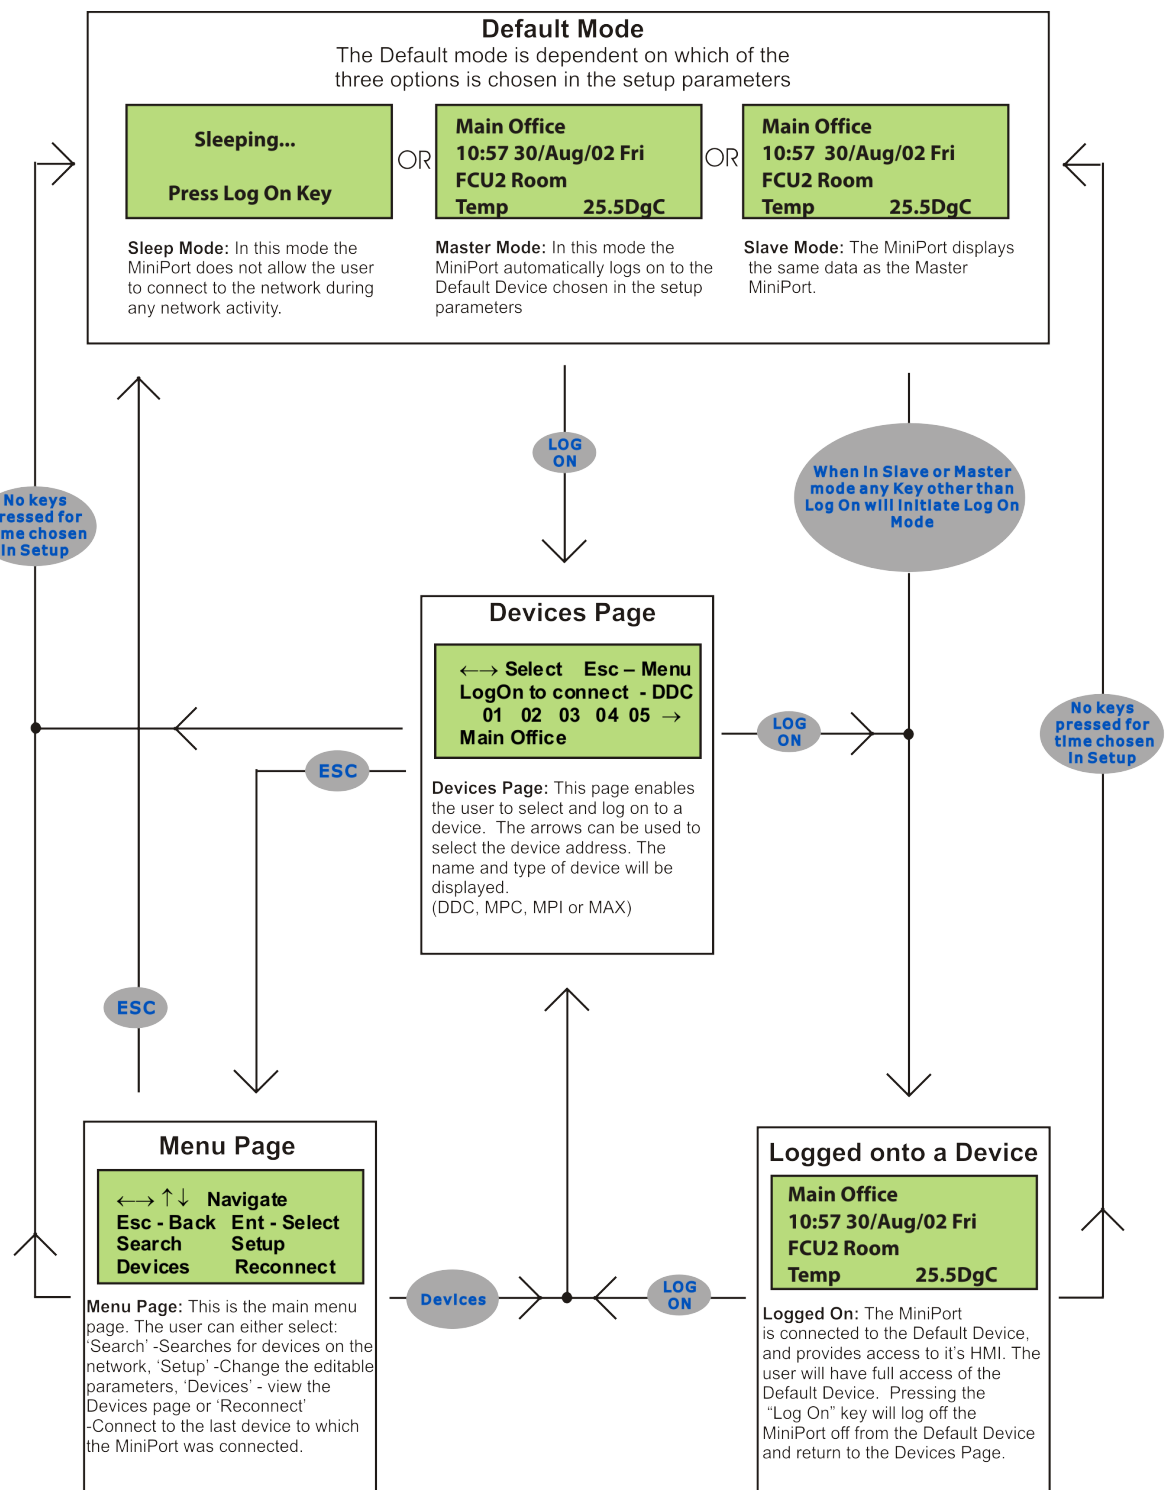 Default Mode
The Default mode is dependent on which of the
three options is chosen in the setup parameters
Sleeping...
Press Log On Key
OR
Main Office
10:57 30/Aug/02 Fri
FCU2 Room
Temp 25.5DgC
OR
Main Office
10:57 30/Aug/02 Fri
FCU2 Room
Temp 25.5DgC
Sleep Mode: In this mode the
MiniPort does not allow the user
to connect to the network during
any network activity.
Master Mode: In this mode the
MiniPort automatically logs on to the
Default Device chosen in the setup
parameters
Slave Mode: The MiniPort displays
the same data as the Master
MiniPort.
LOG
ON
When in Slave or Master
mode any Key other than
Log On will initiate Log On
Mode
No keys
ressed for
me chosen
in Setup
Devices Page
←→ Select Esc – Menu
LogOn to connect - DDC
01 02 03 04 05 →
Main Office
Devices Page: This page enables
the user to select and log on to a
device. The arrows can be used to
select the device address. The
name and type of device will be
displayed.
(DDC, MPC, MPI or MAX)
LOG
ON
No keys
pressed for
time chosen
in Setup
ESC
ESC
Menu Page
←→ ↑↓ Navigate
Esc - Back Ent - Select
Search Setup
Devices Reconnect
Menu Page: This is the main menu
page. The user can either select:
‘Search’ -Searches for devices on the
network, ‘Setup’ -Change the editable
parameters, ‘Devices’ - view the
Devices page or ‘Reconnect’
-Connect to the last device to which
the MiniPort was connected.
Devices
LOG
ON
Logged onto a Device
Main Office
10:57 30/Aug/02 Fri
FCU2 Room
Temp 25.5DgC
Logged On: The MiniPort
is connected to the Default Device,
and provides access to it’s HMI. The
user will have full access of the
Default Device. Pressing the
“Log On” key will log off the
MiniPort off from the Default Device
and return to the Devices Page.